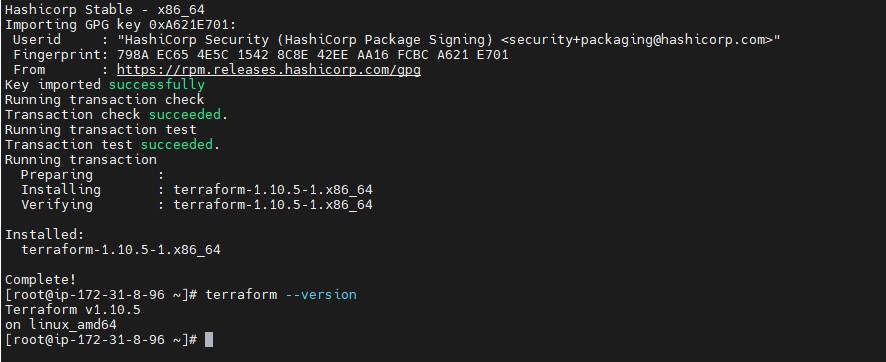 Hashicorp Stable - x86_64
Importing GPG key 0xA621E701:
 Userid     : "HashiCorp Security (HashiCorp Package Signing) <security+packaging@hashicorp.com>"
 Fingerprint: 798A EC65 4E5C 1542 8C8E 42EE AA16 FCBC A621 E701
 From       : https://rpm.releases.hashicorp.com/gpg
Key imported successfully
Running transaction check
Transaction check succeeded.
Running transaction test
Transaction test succeeded.
Running transaction
  Preparing        :
  Installing       : terraform-1.10.5-1.x86_64
  Verifying        : terraform-1.10.5-1.x86_64
Installed:
  terraform-1.10.5-1.x86_64
Complete!
[root@ip-172-31-8-96 ~]# terraform --version
Terraform v1.10.5
on linux_amd64
[root@ip-172-31-8-96 ~]#